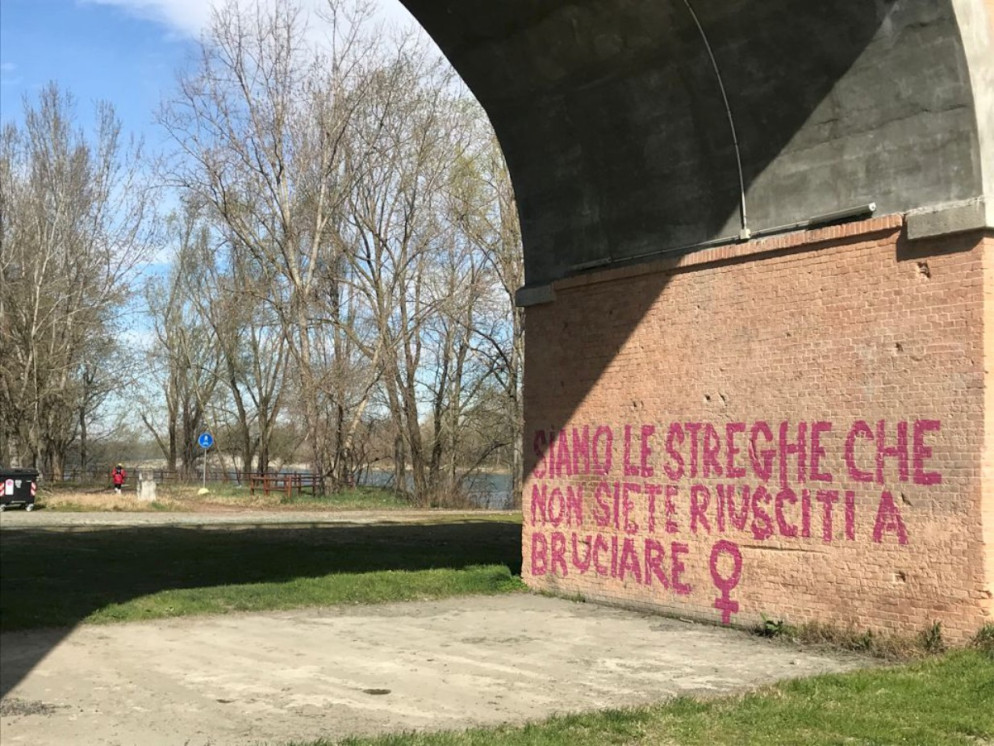 SIAMO LE STREGHE CHE
NON SIETE RIUSCITI A
BRUCIARE ♀